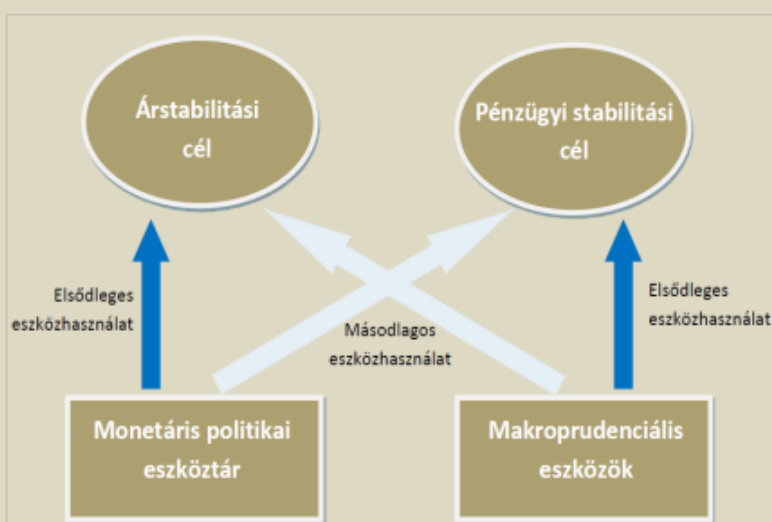 Árstabilitási
cél
Pénzügyi stabilitási
cél
Elsődleges
eszközhasználat
Másodlagos
eszközhasználat
Elsődleges
eszközhasználat
Monetáris politikai
eszköztár
Makroprudenciális
eszközök